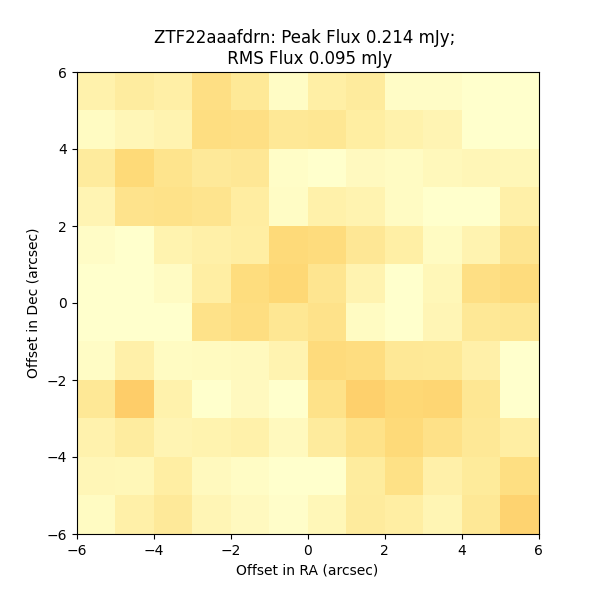 ZTF22aaafdrn: Peak Flux 0.214 mJy;
RMS Flux 0.095 mJy
6
4
2
0
−2
−4
−6
Offset in Dec (arcsec)
−6 −4 −2 0 2 4 6
Offset in RA (arcsec)